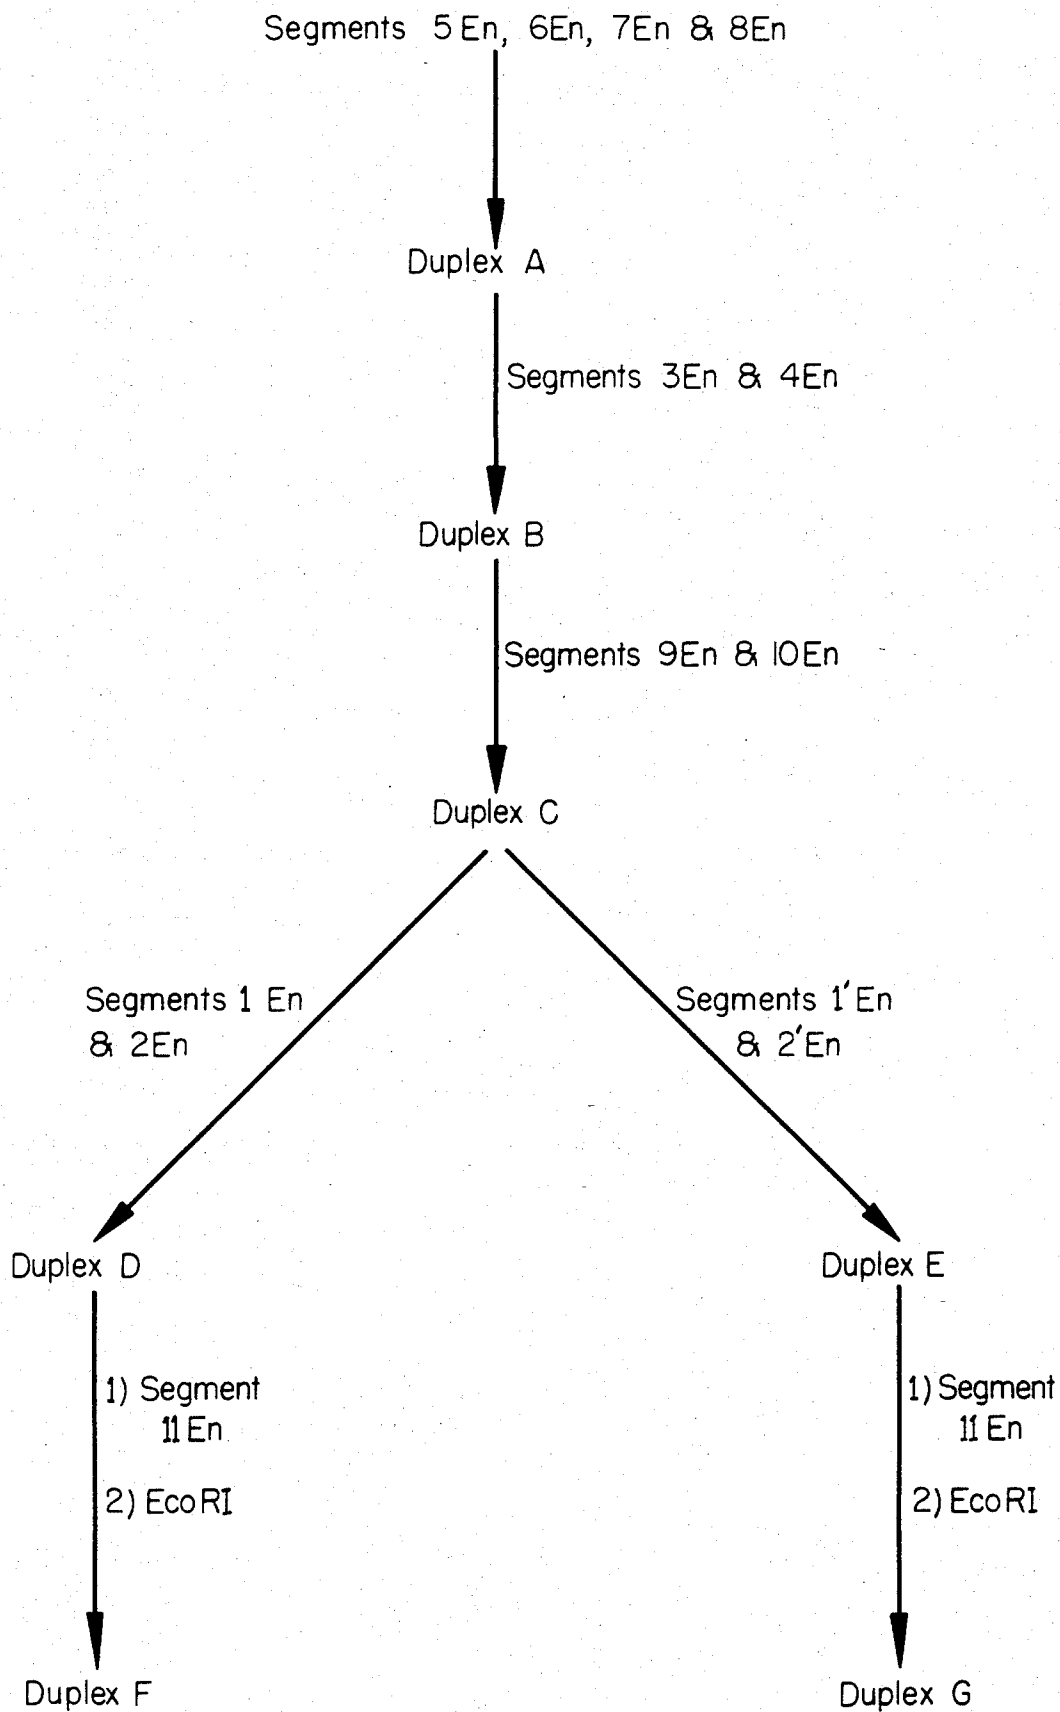 Segments 5En, 6En, 7En & 8En
Duplex A
Segments 3En & 4En
Duplex B
Segments 9En & 10En
Duplex C
Segments 1 En
& 2En
Segments 1'En
& 2'En
Duplex D
Duplex E
1) Segment
11En
2) EcoRI
1) Segment
11En
2) EcoRI
Duplex F
Duplex G